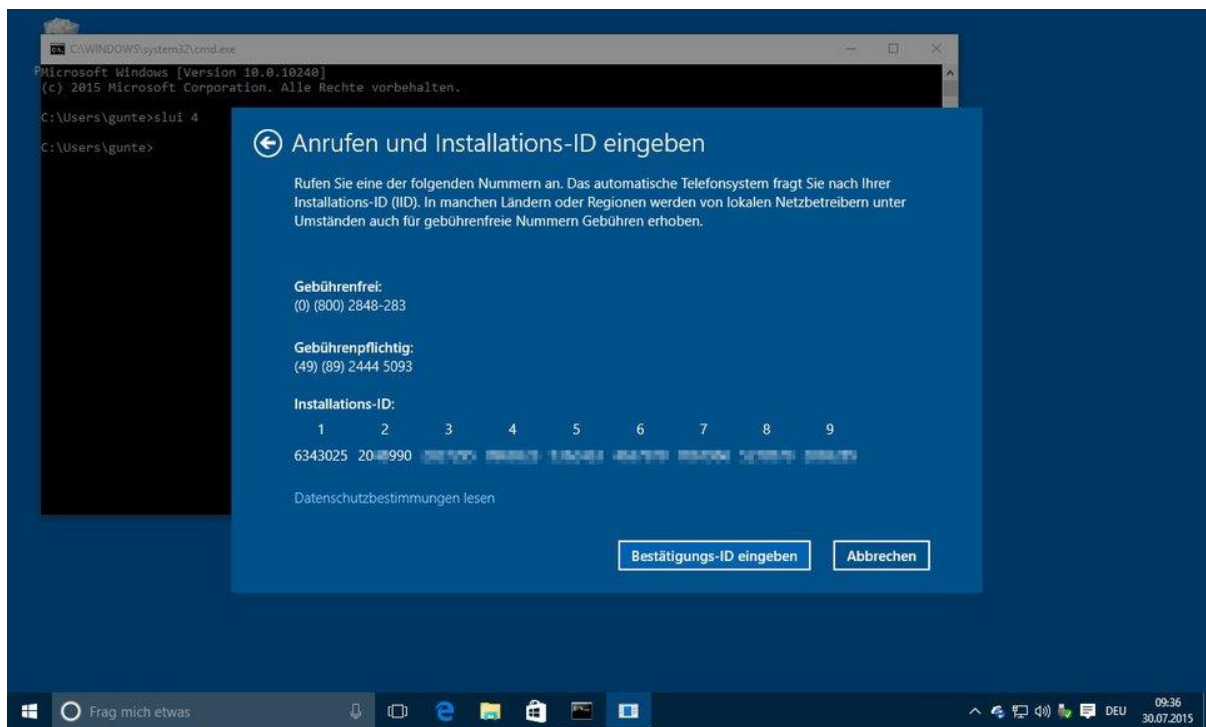 C:\WINDOWS\system32\cmd.exe
Microsoft Windows [Version 10.0.10240]
(c) 2015 Microsoft Corporation. Alle Rechte vorbehalten.
C:\Users\gunte>slui 4
C:\Users\gunte>
Anrufen und Installations-ID eingeben
Rufen Sie eine der folgenden Nummern an. Das automatische Telefonsystem fragt Sie nach Ihrer
Installations-ID (IID). In manchen Ländern oder Regionen werden von lokalen Netzbetreibern unter
Umständen auch für gebührenfreie Nummern Gebühren erhoben.
Gebührenfrei:
(0) (800) 2848-283
Gebührenpflichtig:
(49) (89) 2444 5093
Installations-ID:
1 2 3 4 5 6 7 8 9
6343025
Datenschutzbestimmungen lesen
Bestätigungs-ID eingeben Abbrechen
Frag mich etwas
DEU
09:36
30.07.2015